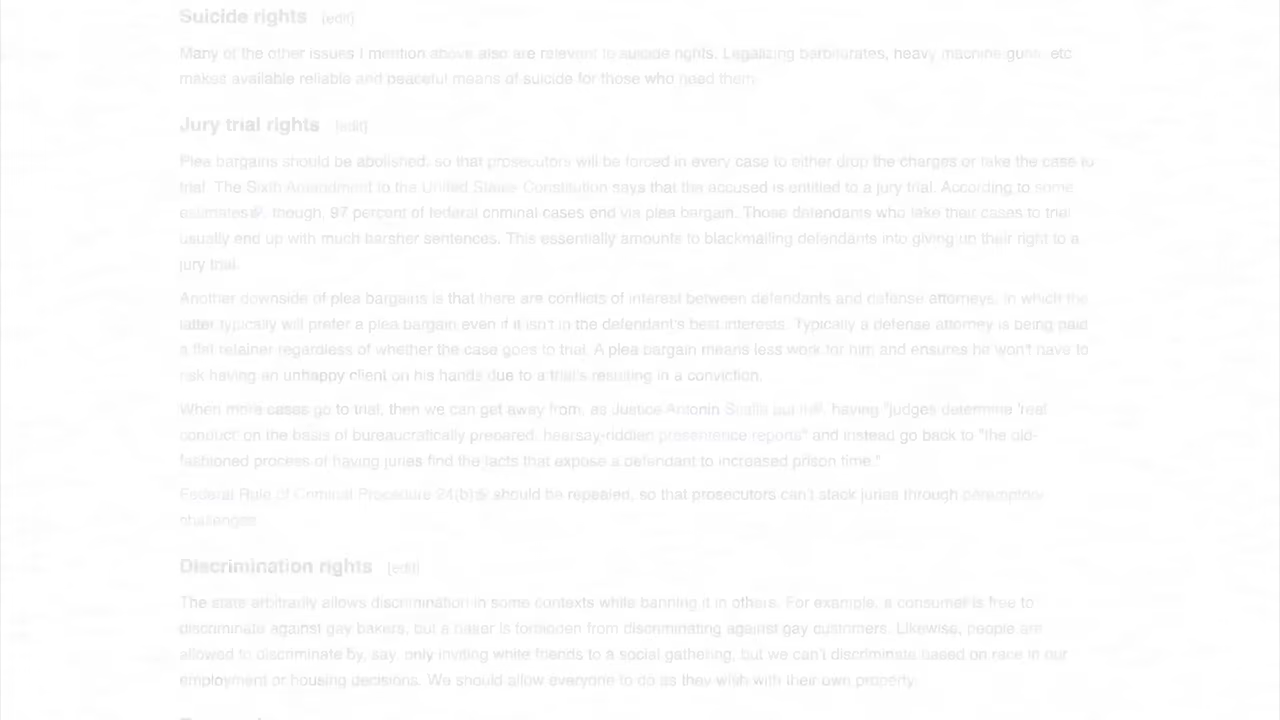 Suicide rights [edit]
Many of the other issues I mention above also are relevant to suicide rights. Legalizing barbiturates, heavy machine guns, etc
makes available reliable and peaceful means of suicide for those who need them.
Jury trial rights [edit]
Plea bargains should be abolished, so that prosecutors will be forced in every case to either drop the charges or take the case to
trial. The Sixth Amendment to the United States Constitution says that the accused is entitled to a jury trial. According to some
estimates, though, 97 percent of federal criminal cases end via plea bargain. Those defendants who take their cases to trial
usually end up with much harsher sentences. This essentially amounts to blackmailing defendants into giving up their right to a
jury trial.
Another downside of plea bargains is that there are conflicts of interest between defendants and defense attorneys, in which the
latter typically will prefer a plea bargain even if it isn't in the defendant's best interests. Typically a defense attorney is being paid
a flat retainer regardless of whether the case goes to trial. A plea bargain means less work for him and ensures he won't have to
risk having an unhappy client on his hands due to a trial's resulting in a conviction.
When more cases go to trial, then we can get away from, as Justice Antonin Scalia put it, having "judges determine 'real
conduct' on the basis of bureaucratically prepared, hearsay-riddled presentence reports" and instead go back to "the old-
fashioned process of having juries find the facts that expose a defendant to increased prison time."
Federal Rule of Criminal Procedure 24(b) should be repealed, so that prosecutors can't stack juries through peremptory
challenges.
Discrimination rights [edit]
The state arbitrarily allows discrimination in some contexts while banning it in others. For example, a consumer is free to
discriminate against gay bakers, but a baker is forbidden from discriminating against gay customers. Likewise, people are
allowed to discriminate by, say, only inviting white friends to a social gathering, but we can't discriminate based on race in our
employment or housing decisions. We should allow everyone to do as they wish with their own property.